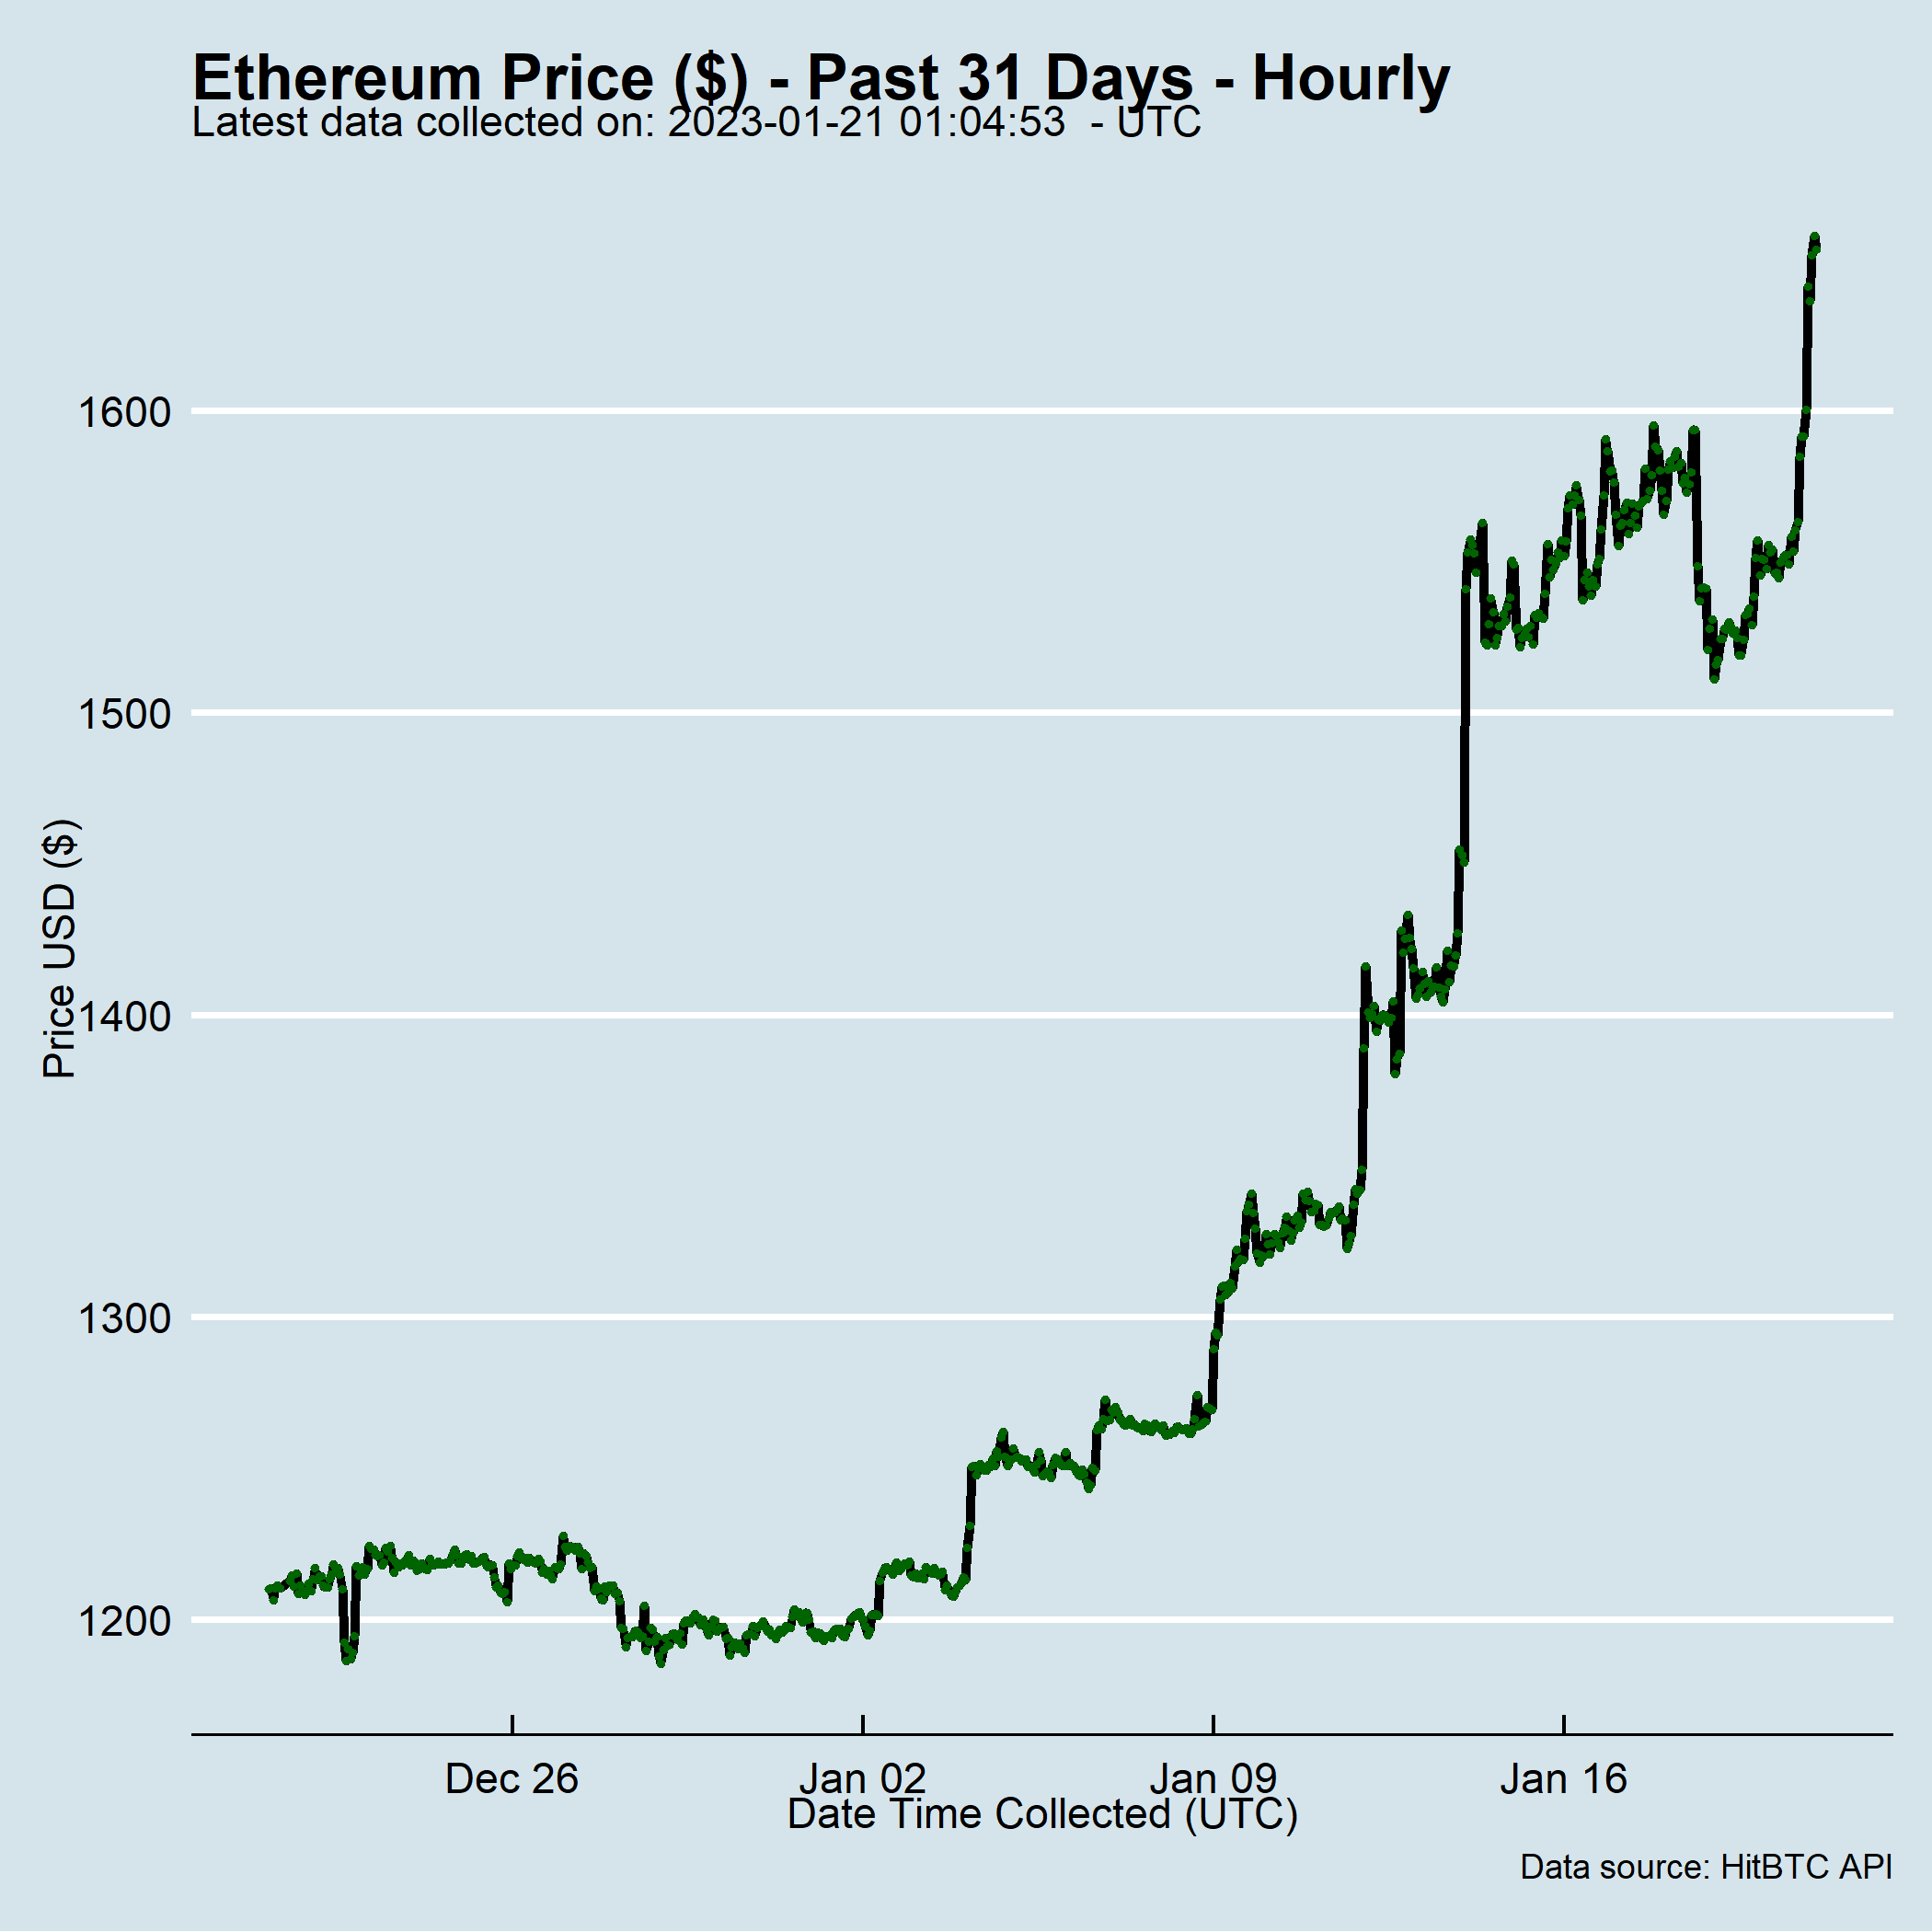 Ethereum Price ($) - Past 31 Days - Hourly
Latest data collected on: 2023-01-21 01:04:53  - UTC
1600
1500
1400
1300
1200
Price USD ($)
Dec 26
Jan 02
Jan 09
Jan 16
Date Time Collected (UTC)
Data source: HitBTC API